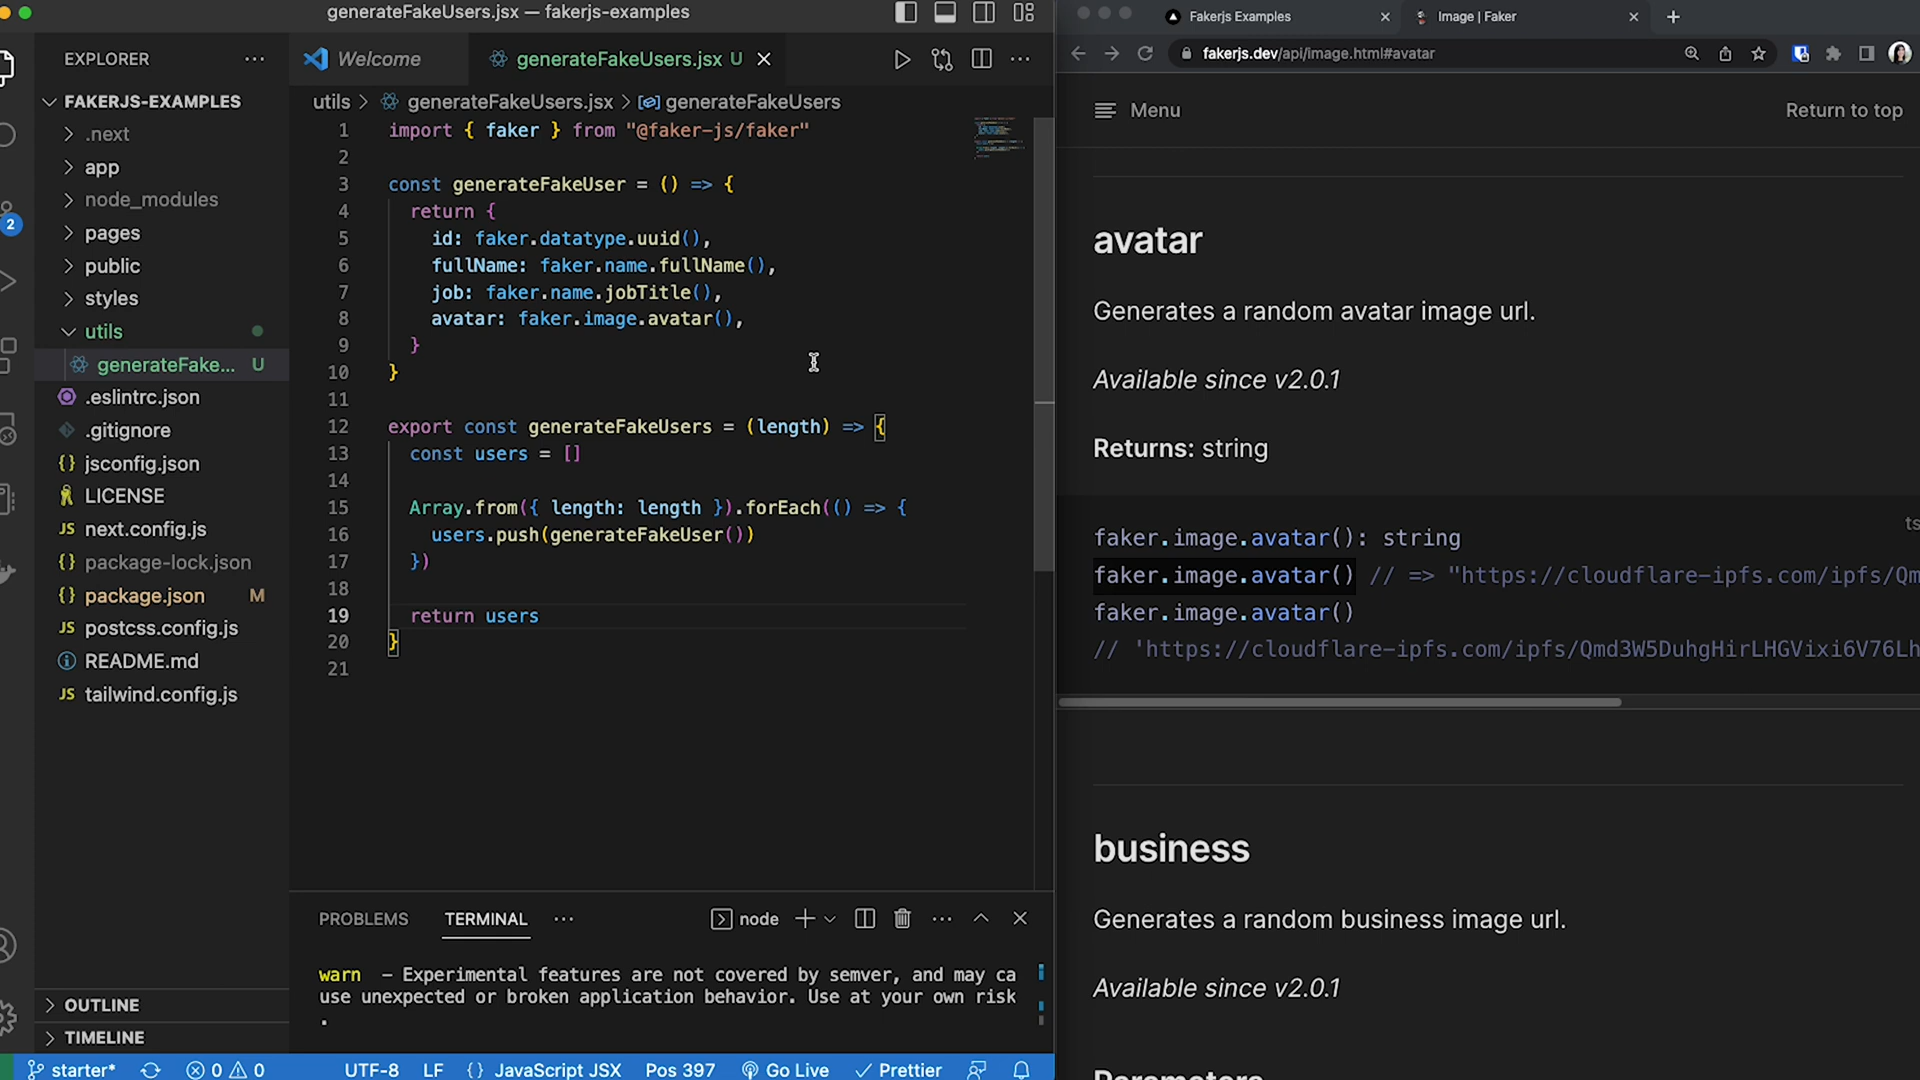 generateFakeUsers.jsx — fakerjs-examples
EXPLORER
FAKERJS-EXAMPLES
.next
app
node_modules
pages
public
styles
utils
generateFake... U
.eslintrc.json
.gitignore
jsconfig.json
LICENSE
next.config.js
package-lock.json
package.json M
postcss.config.js
README.md
tailwind.config.js
OUTLINE
TIMELINE
2
Welcome
generateFakeUsers.jsx U
utils > generateFakeUsers.jsx > generateFakeUsers
1 import { faker } from "@faker-js/faker"
2
3 const generateFakeUser = () => {
4 return {
5 id: faker.datatype.uuid(),
6 fullName: faker.name.fullName(),
7 job: faker.name.jobTitle(),
8 avatar: faker.image.avatar(),
9 }
10 }
11
12 export const generateFakeUsers = (length) => {
13 const users = []
14
15 Array.from({ length: length }).forEach(() => {
16 users.push(generateFakeUser())
17 })
18
19 return users
20 }
21
PROBLEMS TERMINAL ... node
warn – Experimental features are not covered by semver, and may ca
use unexpected or broken application behavior. Use at your own risk
.
starter* 0 0 UTF-8 LF {} JavaScript JSX Pos 397 Go Live Prettier
Fakerjs Examples
Image | Faker
fakerjs.dev/api/image.html#avatar
Menu
Return to top
avatar
Generates a random avatar image url.
Available since v2.0.1
Returns: string
ts
faker.image.avatar(): string
faker.image.avatar() // => "https://cloudflare-ipfs.com/ipfs/Qm
faker.image.avatar()
// 'https://cloudflare-ipfs.com/ipfs/Qmd3W5DuhgHirLHGVixi6V76Lh
business
Generates a random business image url.
Available since v2.0.1
Parameters